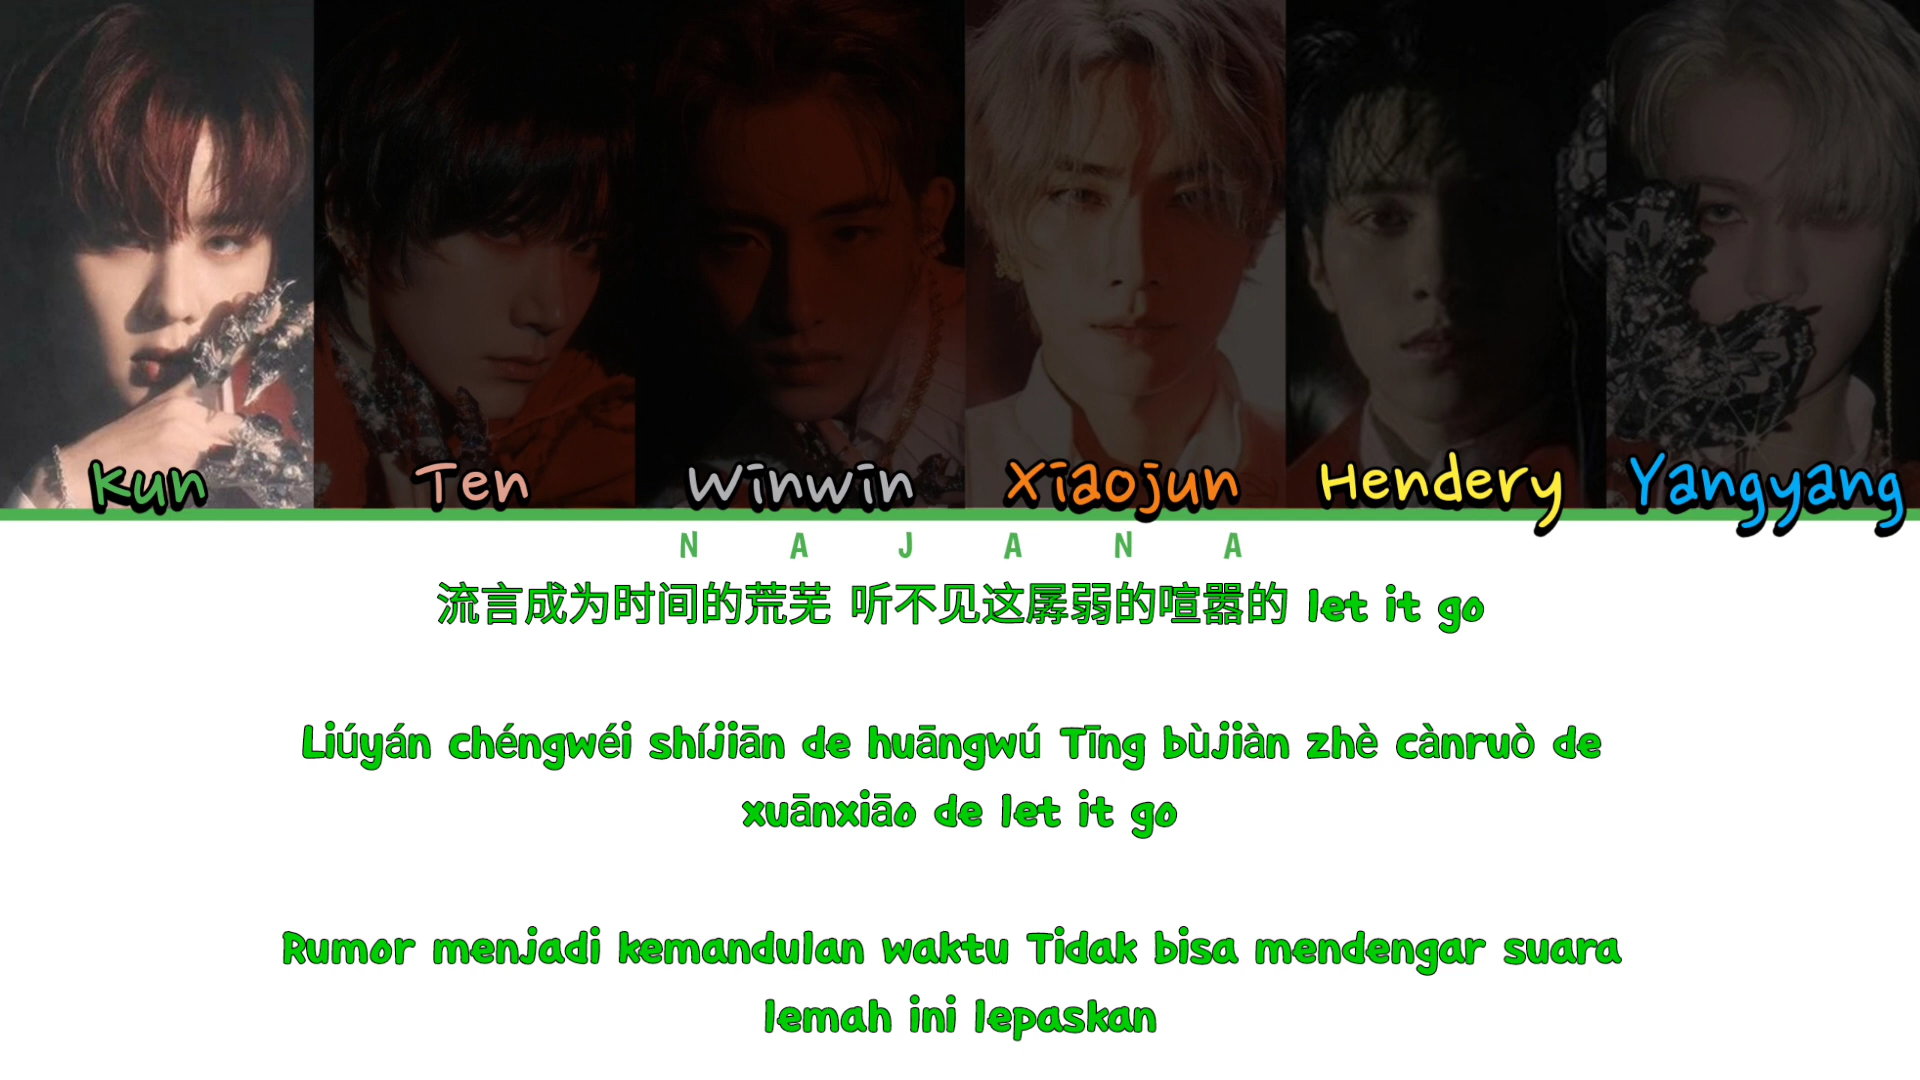 Kun Ten Winwin Xiaojun Hendery Yangyang
NAJANA
流言成为时间的荒芜 听不见这孱弱的喧嚣的 let it go
Liúyán chéngwéi shíjiān de huāngwú Tīng bùjiàn zhè cànruò de
xuānxiāo de let it go
Rumor menjadi kemandulan waktu Tidak bisa mendengar suara
lemah ini lepaskan